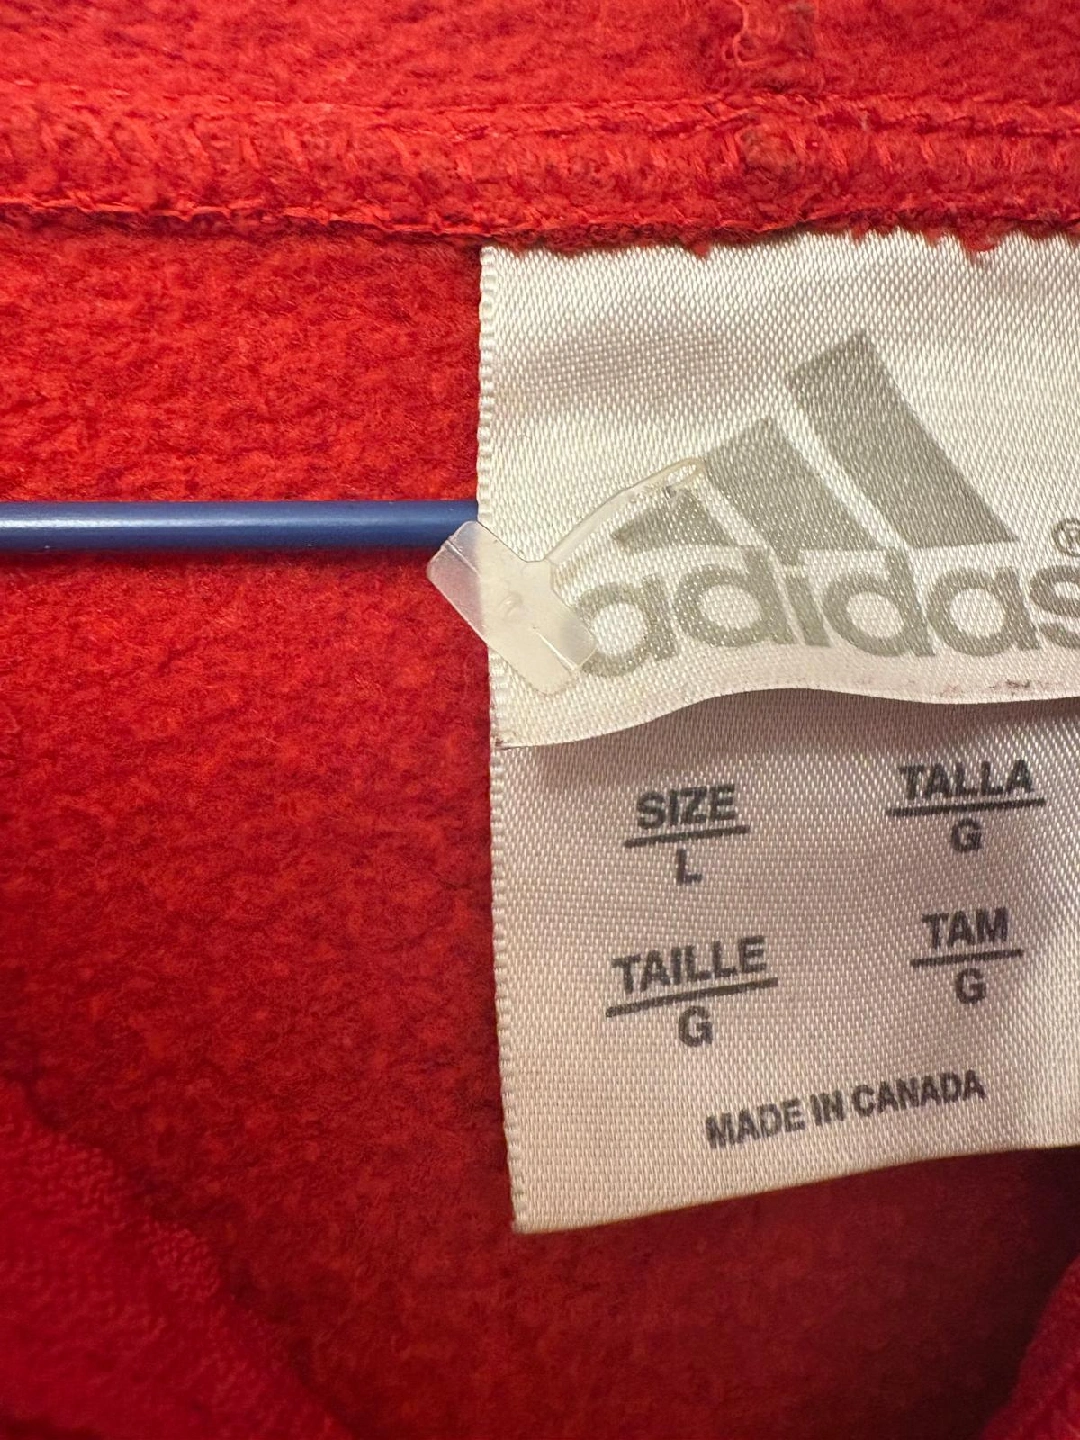 adidas®
SIZE TALLA
L G
TAILLE TAM
G G
MADE IN CANADA